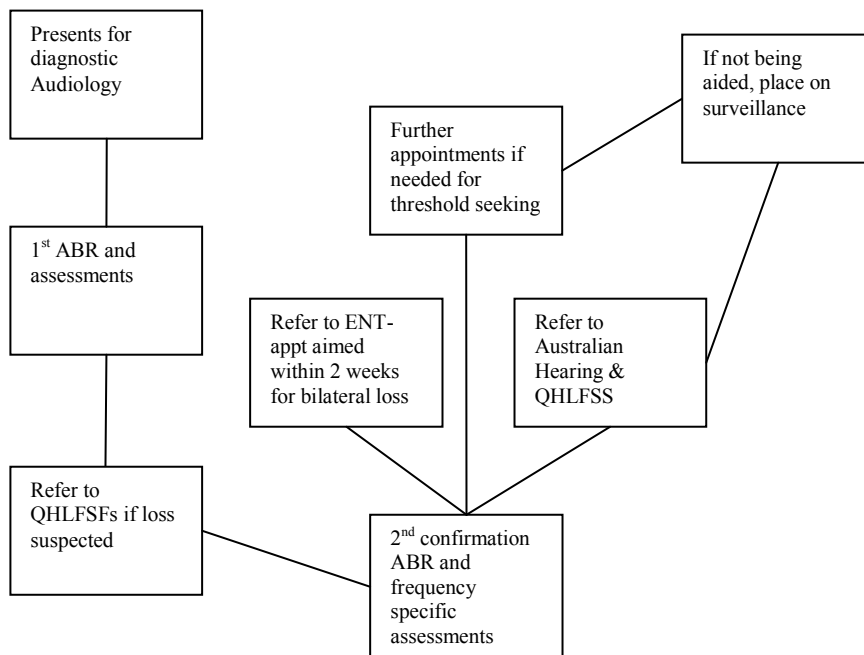 Presents for
diagnostic
Audiology
1st ABR and
assessments
Refer to
QHLFSFs if loss
suspected
2nd confirmation
ABR and
frequency
specific
assessments
Refer to ENT-
appt aimed
within 2 weeks
for bilateral loss
Further
appointments if
needed for
threshold seeking
Refer to
Australian
Hearing &
QHLFSS
If not being
aided, place on
surveillance